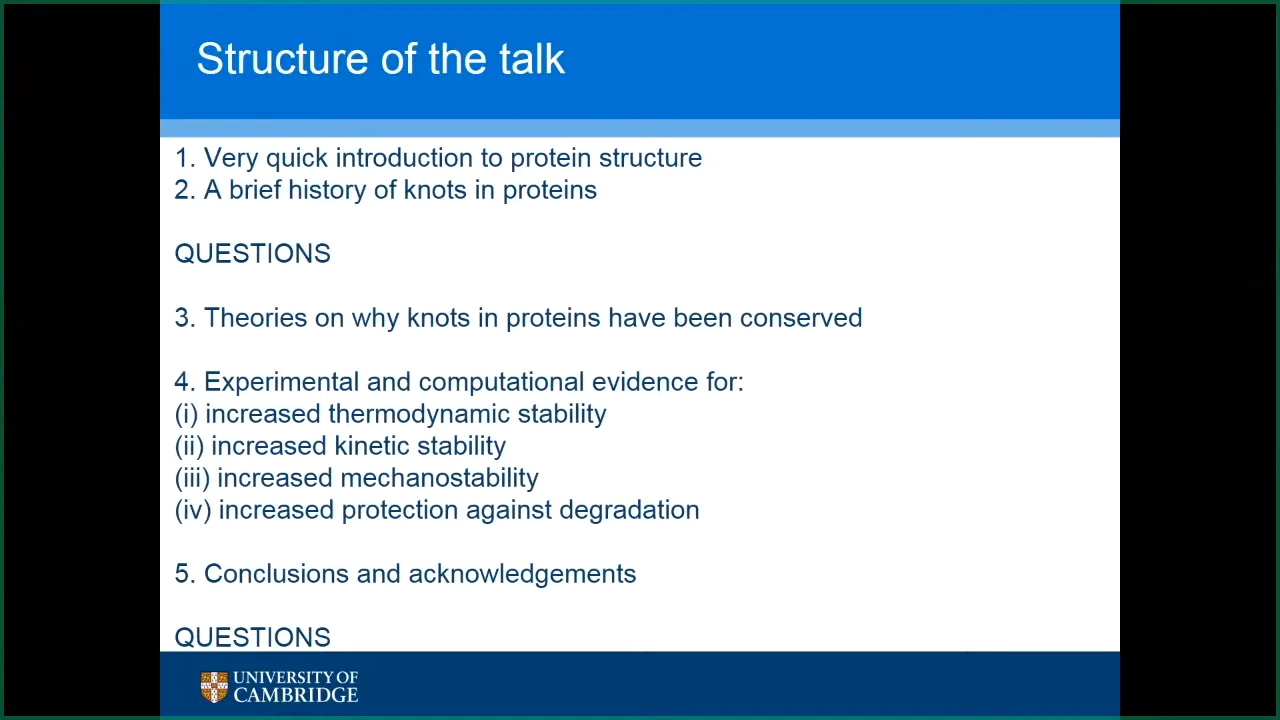 Structure of the talk
1. Very quick introduction to protein structure
2. A brief history of knots in proteins
QUESTIONS
3. Theories on why knots in proteins have been conserved
4. Experimental and computational evidence for:
(i) increased thermodynamic stability
(ii) increased kinetic stability
(iii) increased mechanostability
(iv) increased protection against degradation
5. Conclusions and acknowledgements
QUESTIONS
UNIVERSITY OF
CAMBRIDGE